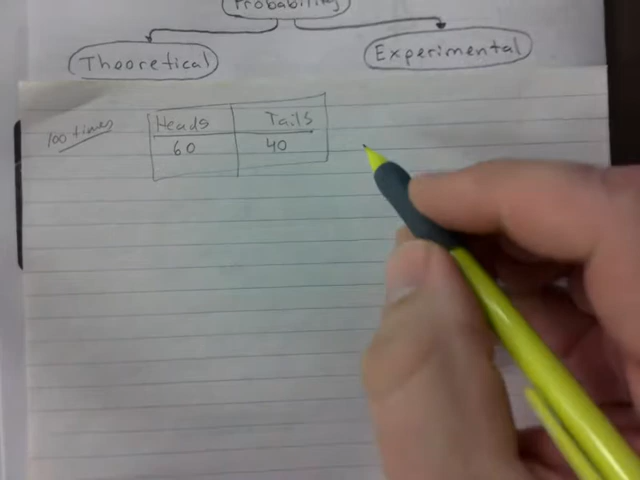 Probability
Thooretical
Experimental
100 times
Heads Tails
60 40